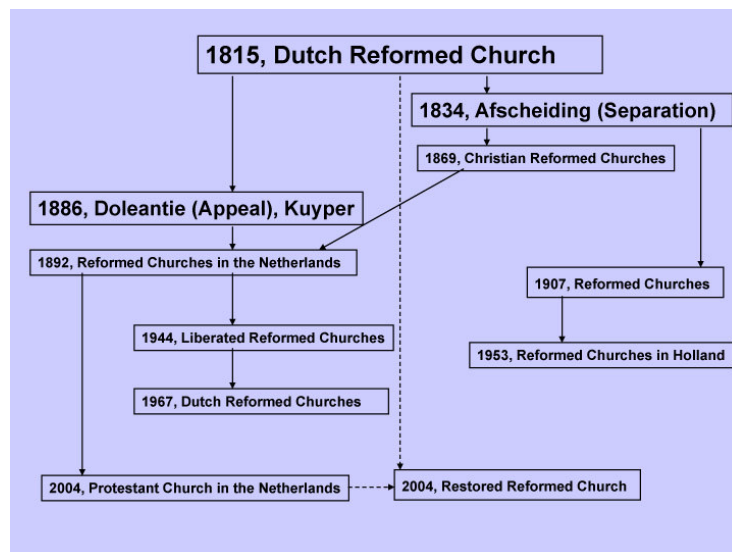 1815, Dutch Reformed Church
1834, Afscheiding (Separation)
1869, Christian Reformed Churches
1886, Doleantie (Appeal), Kuyper
1892, Reformed Churches in the Netherlands
1907, Reformed Churches
1944, Liberated Reformed Churches
1953, Reformed Churches in Holland
1967, Dutch Reformed Churches
2004, Protestant Church in the Netherlands
2004, Restored Reformed Church